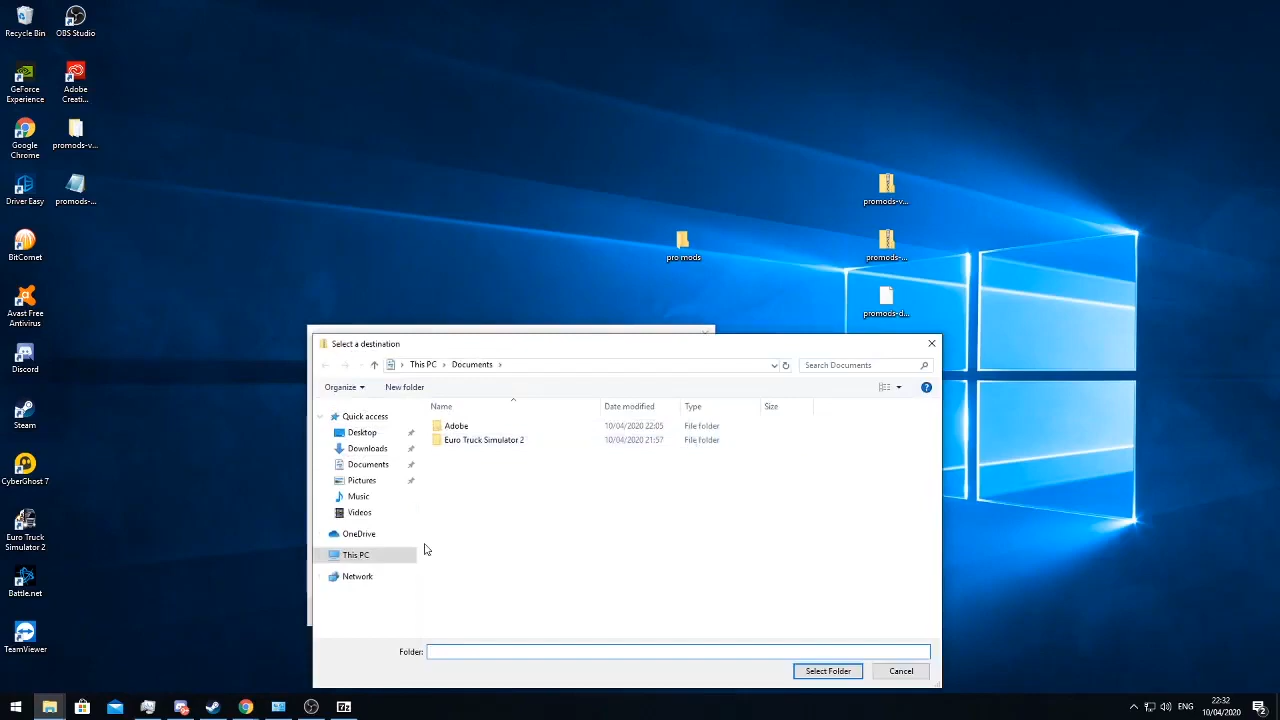 Recycle Bin
OBS Studio
GeForce
Experience
Adobe
Creati...
Google
Chrome
promods-v...
Driver Easy
promods-...
BitComet
Avast Free
Antivirus
Discord
Steam
CyberGhost 7
Euro Truck
Simulator 2
Battle.net
TeamViewer
pro mods
promods-v...
promods-...
promods-d...
Select a destination
This PC > Documents >
Search Documents
Organize
New folder
Name
Date modified
Type
Size
Adobe
10/04/2020 22:05
File folder
Euro Truck Simulator 2
10/04/2020 21:57
File folder
Quick access
Desktop
Downloads
Documents
Pictures
Music
Videos
OneDrive
This PC
Network
Folder:
Select Folder
Cancel
22:32
10/04/2020
2